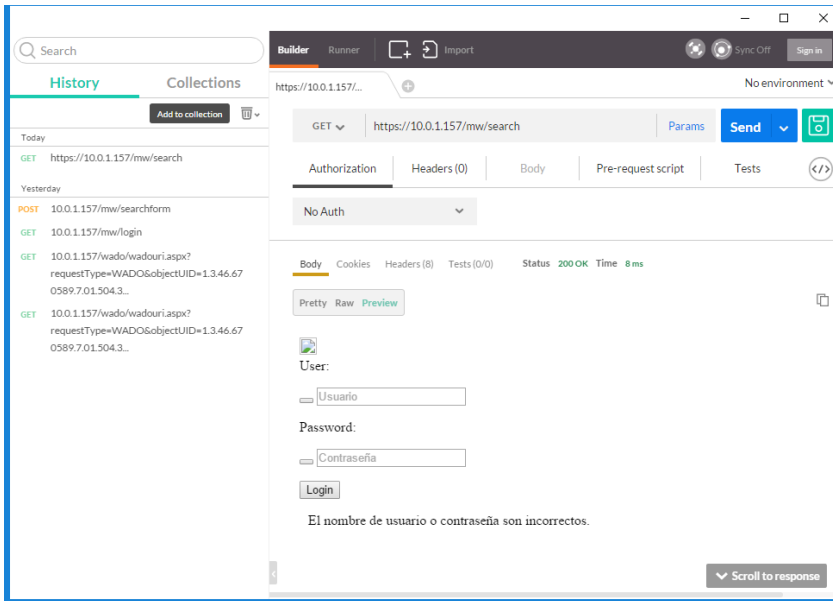 Search
Builder Runner Import Sync Off Sign in
History Collections
https://10.0.1.157/...
No environment
Add to collection
GET https://10.0.1.157/mw/search Params Send
Today
GET https://10.0.1.157/mw/search
Authorization Headers (0) Body Pre-request script Tests </>
Yesterday
POST 10.0.1.157/mw/searchform
GET 10.0.1.157/mw/login
GET 10.0.1.157/wado/wadouri.aspx?
requestType=WADO&objectUID=1.3.46.67
0589.7.01.504.3...
GET 10.0.1.157/wado/wadouri.aspx?
requestType=WADO&objectUID=1.3.46.67
0589.7.01.504.3...
No Auth
Body Cookies Headers (8) Tests (0/0) Status 200 OK Time 8 ms
Pretty Raw Preview
User:
Usuario
Password:
Contraseña
Login
El nombre de usuario o contraseña son incorrectos.
Scroll to response